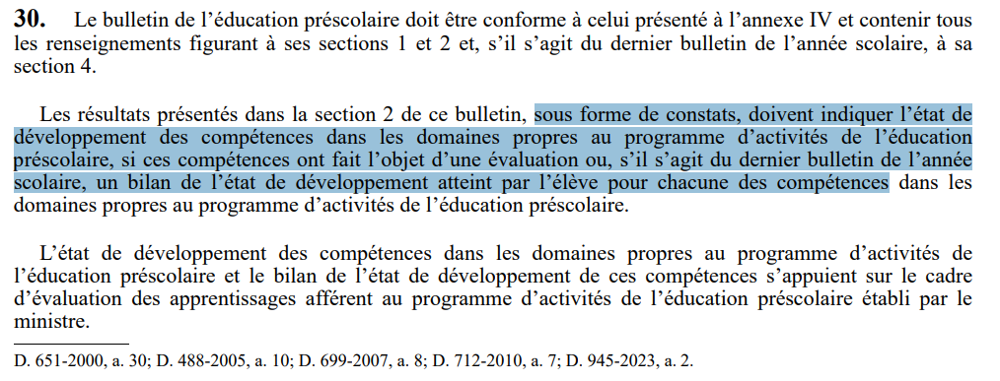 30. Le bulletin de l’éducation préscolaire doit être conforme à celui présenté à l’annexe IV et contenir tous
les renseignements figurant à ses sections 1 et 2 et, s’il s’agit du dernier bulletin de l’année scolaire, à sa
section 4.
Les résultats présentés dans la section 2 de ce bulletin, sous forme de constats, doivent indiquer l’état de
développement des compétences dans les domaines propres au programme d’activités de l’éducation
préscolaire, si ces compétences ont fait l’objet d’une évaluation ou, s’il s’agit du dernier bulletin de l’année
scolaire, un bilan de l’état de développement atteint par l’élève pour chacune des compétences dans les
domaines propres au programme d’activités de l’éducation préscolaire.
L’état de développement des compétences dans les domaines propres au programme d’activités de
l’éducation préscolaire et le bilan de l’état de développement de ces compétences s’appuient sur le cadre
d’évaluation des apprentissages afférent au programme d’activités de l’éducation préscolaire établi par le
ministre.
D. 651-2000, a. 30; D. 488-2005, a. 10; D. 699-2007, a. 8; D. 712-2010, a. 7; D. 945-2023, a. 2.